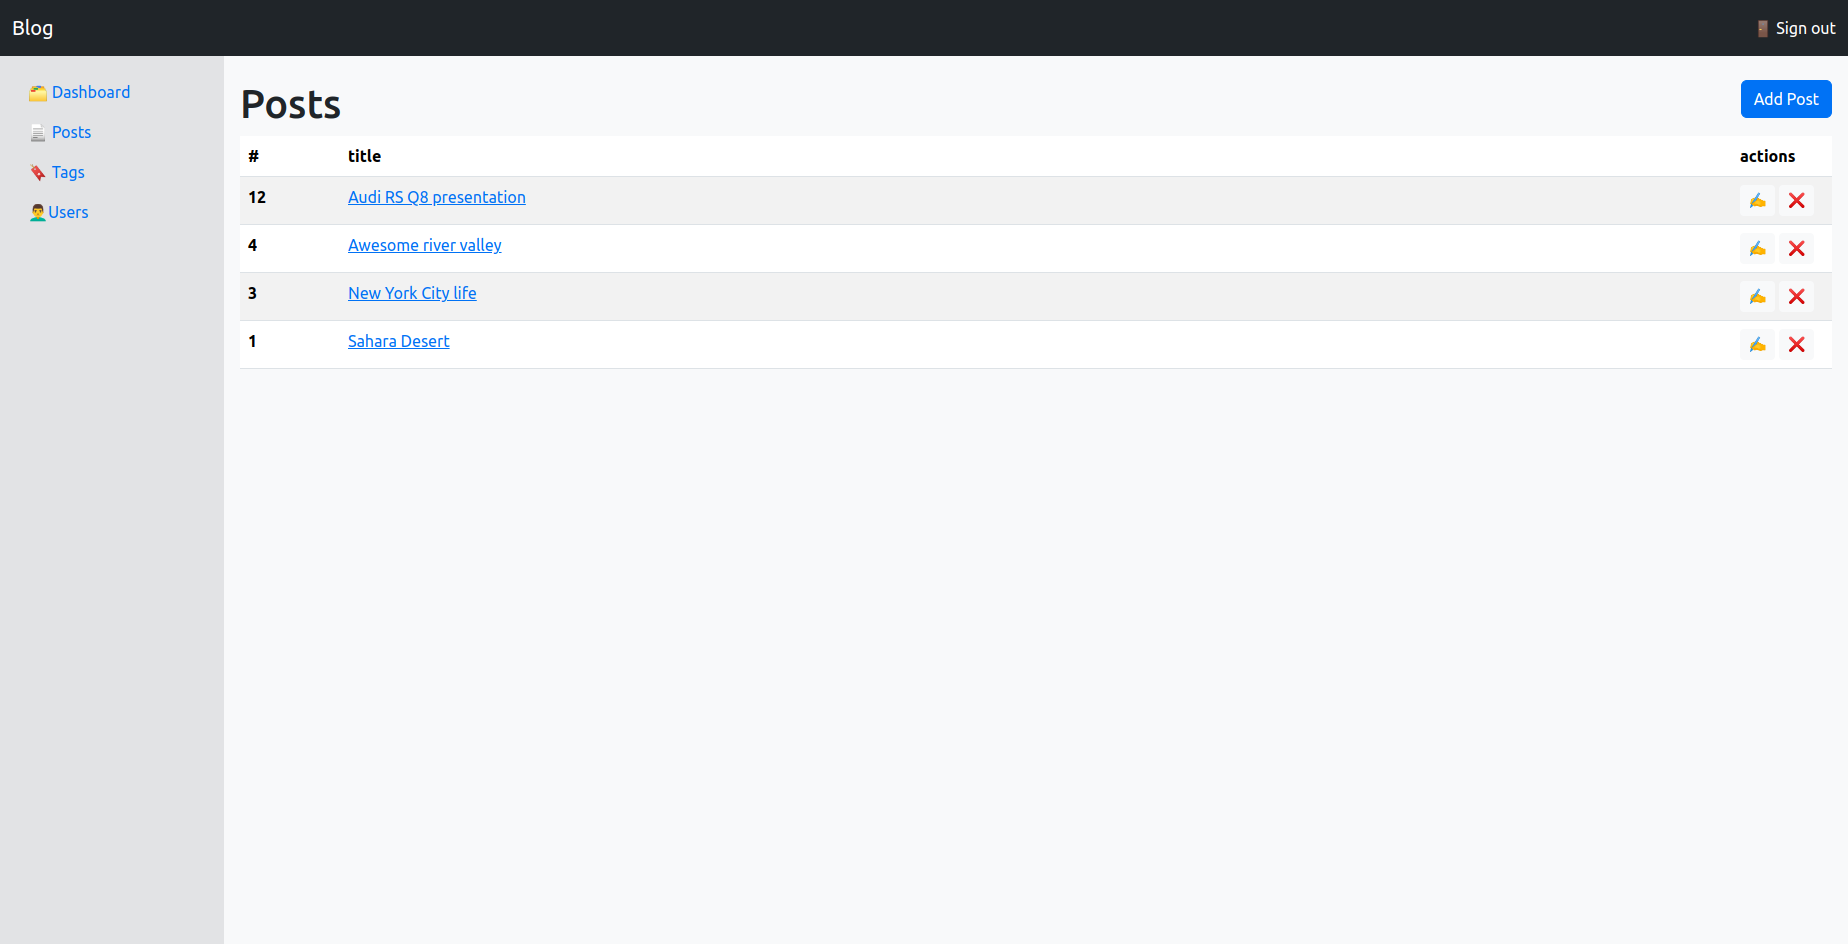 Blog
Sign out
Dashboard
Posts
Tags
Users
Posts
Add Post
# title actions
12 Audi RS Q8 presentation
4 Awesome river valley
3 New York City life
1 Sahara Desert